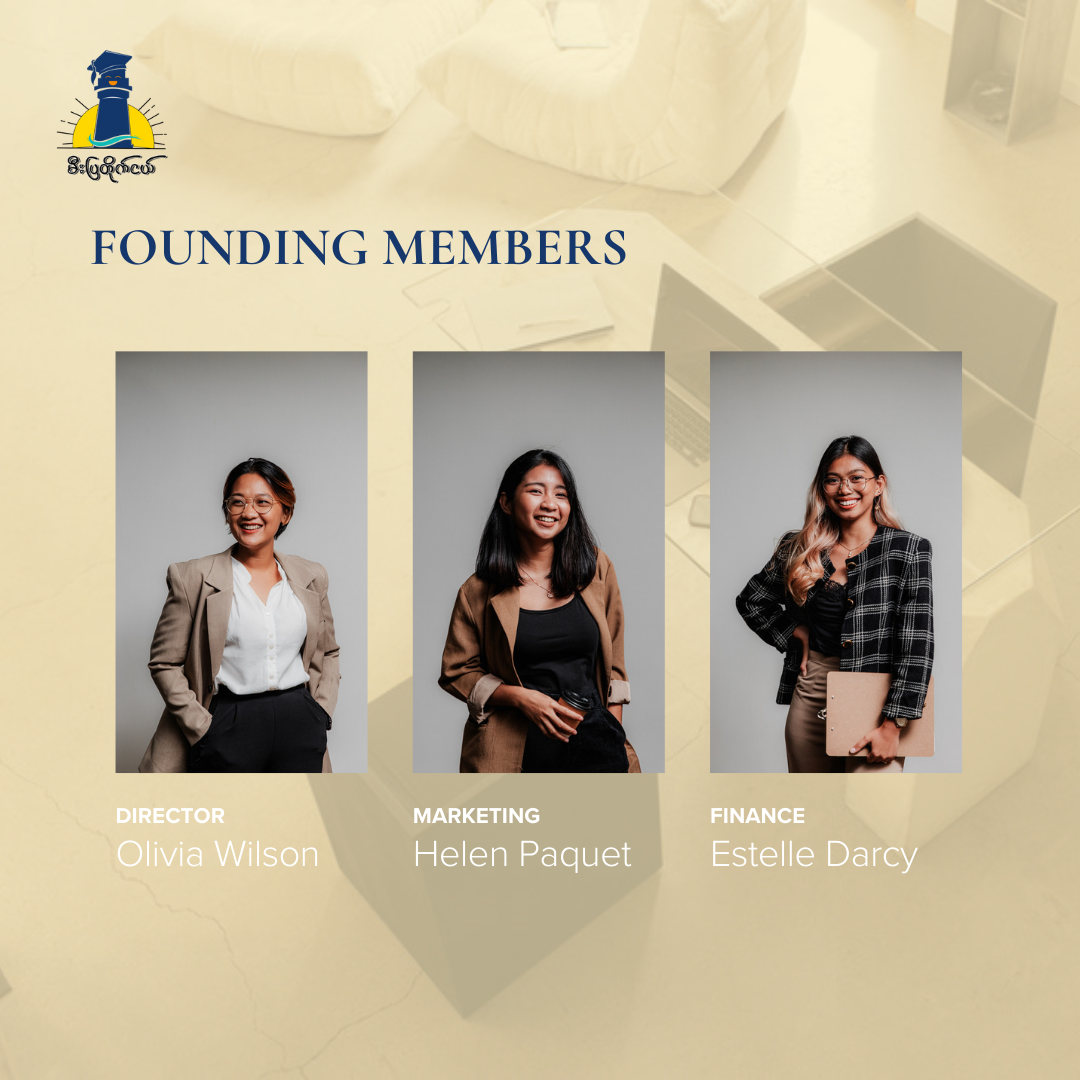 မီးပြတိုက်ငယ်
FOUNDING MEMBERS
DIRECTOR
Olivia Wilson
MARKETING
Helen Paquet
FINANCE
Estelle Darcy